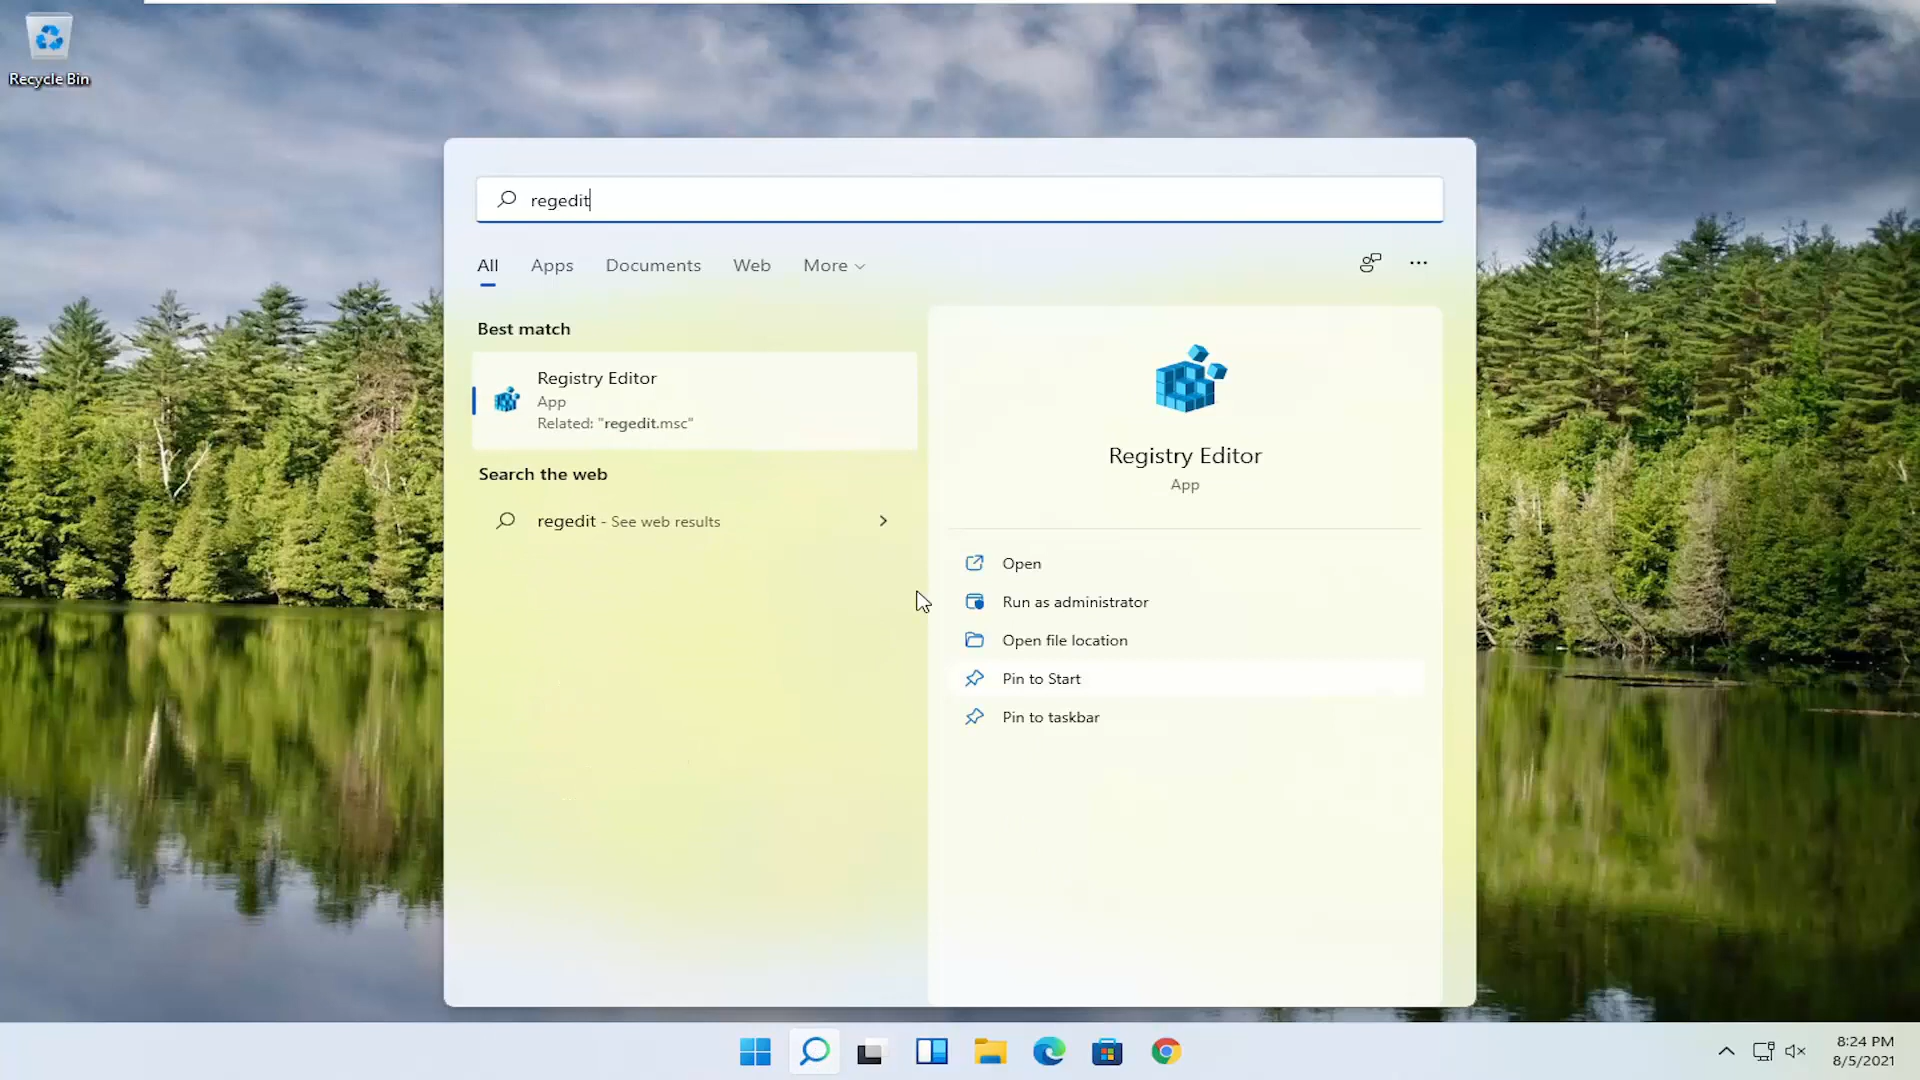 Recycle Bin
regedit
All Apps Documents Web More
Best match
Registry Editor
App
Related: "regedit.msc"
Search the web
regedit - See web results
Registry Editor
App
Open
Run as administrator
Open file location
Pin to Start
Pin to taskbar
8:24 PM
8/5/2021